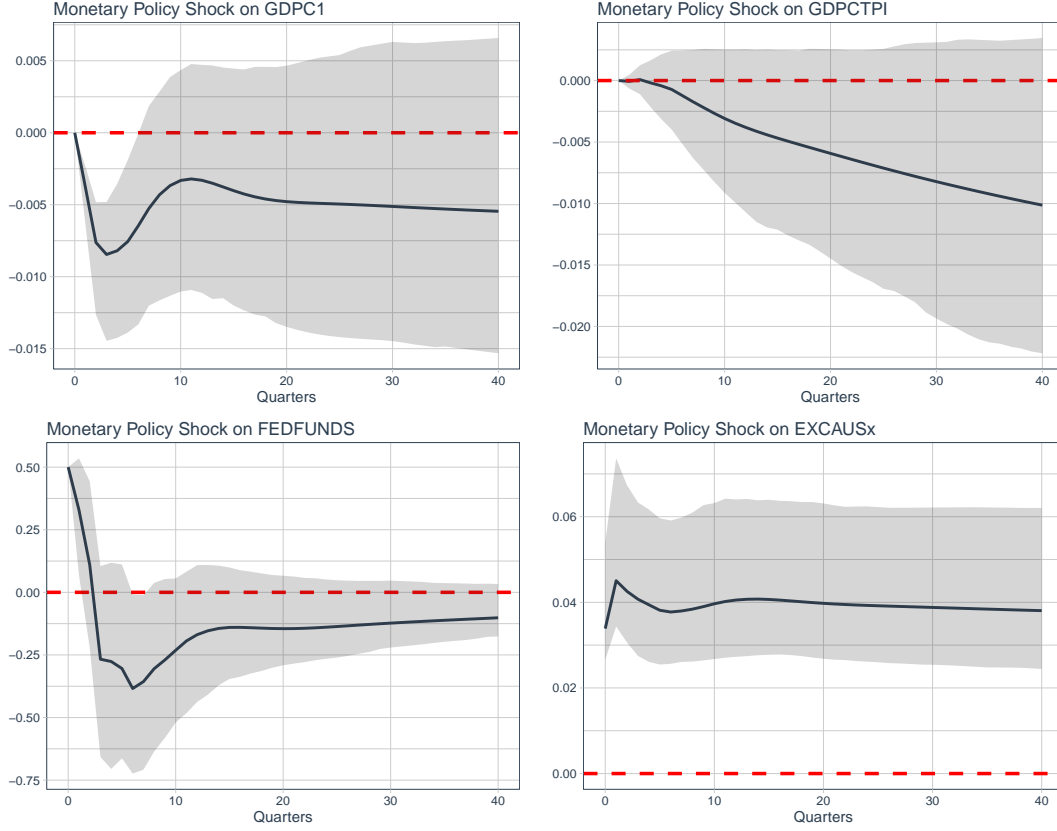 Monetary Policy Shock on GDPC1
0.005
0.000
−0.005
−0.010
−0.015
0 10 20 30 40
Quarters
Monetary Policy Shock on GDPCTPI
0.000
−0.005
−0.010
−0.015
−0.020
0 10 20 30 40
Quarters
Monetary Policy Shock on FEDFUNDS
0.50
0.25
0.00
−0.25
−0.50
−0.75
0 10 20 30 40
Quarters
Monetary Policy Shock on EXCAUSx
0.06
0.04
0.02
0.00
0 10 20 30 40
Quarters